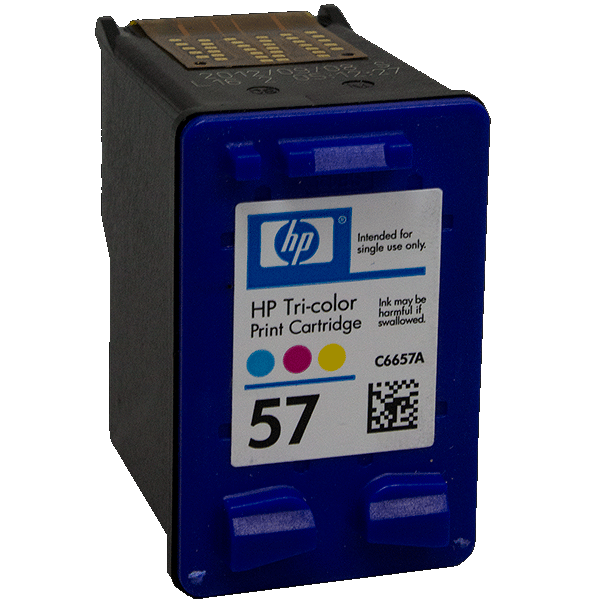 hp ®
Intended for
single use only.
HP Tri-color
Print Cartridge
Ink may be
harmful if
swallowed.
C6657A
57